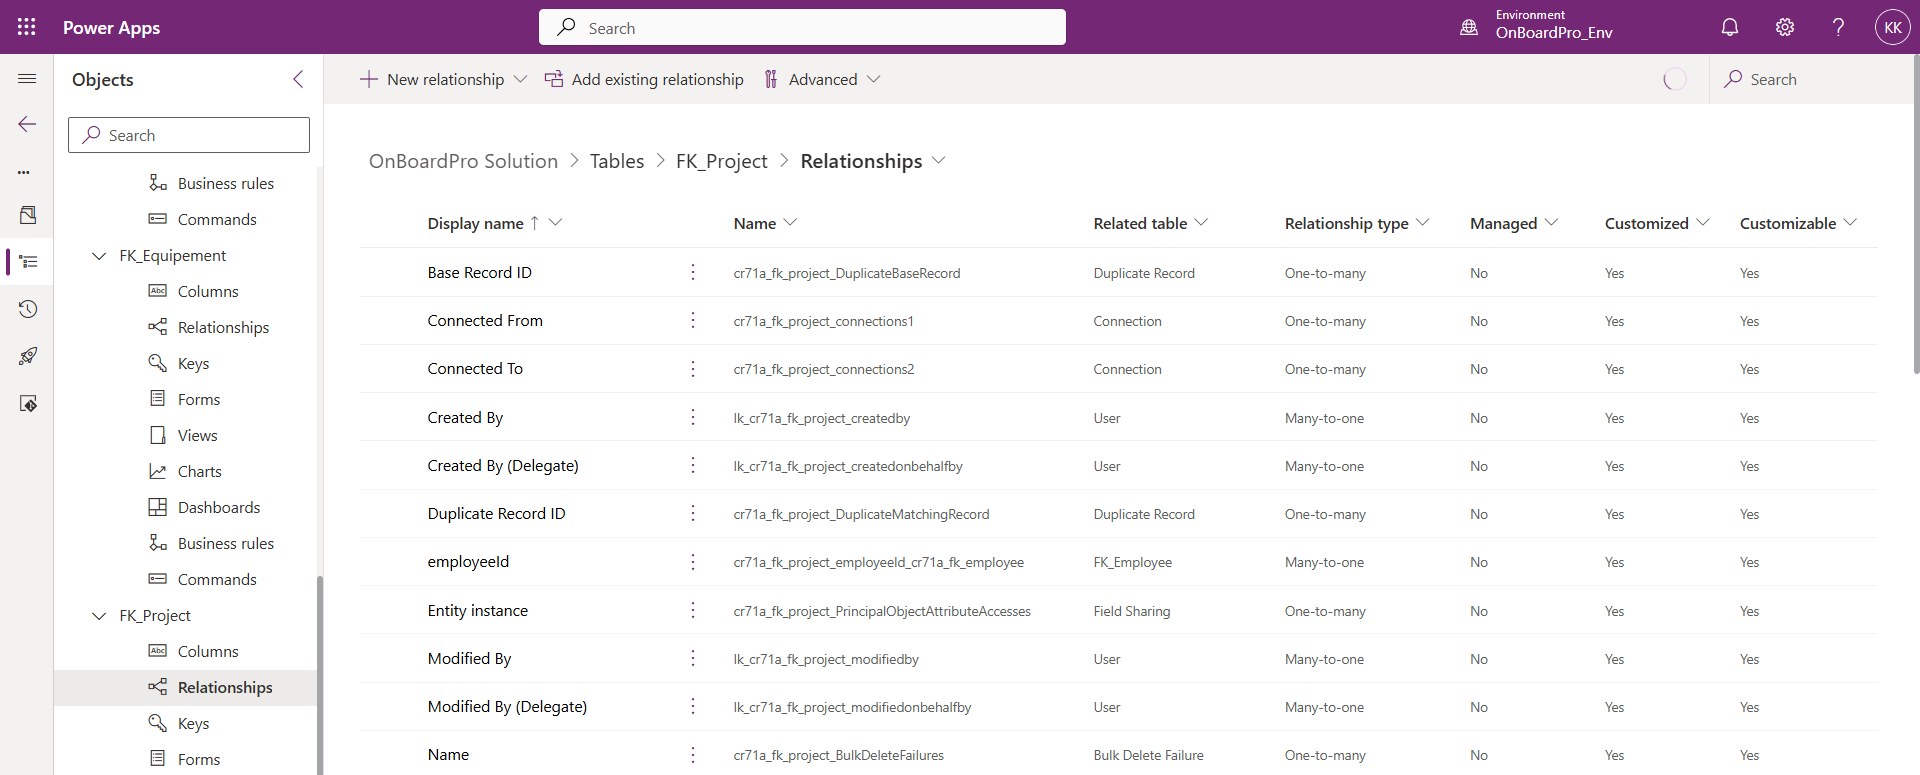 Power Apps
Search
Environment
OnBoardPro_Env
?
KK
Objects
Search
Business rules
Commands
FK_Equipement
Abc Columns
Relationships
Keys
Forms
Views
Charts
Dashboards
Business rules
Commands
FK_Project
Abc Columns
Relationships
Keys
Forms
New relationship
Add existing relationship
Advanced
Search
OnBoardPro Solution > Tables > FK_Project > Relationships
Display name ↑ Name Related table Relationship type Managed Customized Customizable
Base Record ID cr71a_fk_project_DuplicateBaseRecord Duplicate Record One-to-many No Yes Yes
Connected From cr71a_fk_project_connections1 Connection One-to-many No Yes Yes
Connected To cr71a_fk_project_connections2 Connection One-to-many No Yes Yes
Created By lk_cr71a_fk_project_createdby User Many-to-one No Yes Yes
Created By (Delegate) lk_cr71a_fk_project_createdonbehalfby User Many-to-one No Yes Yes
Duplicate Record ID cr71a_fk_project_DuplicateMatchingRecord Duplicate Record One-to-many No Yes Yes
employeeId cr71a_fk_project_employeeId_cr71a_fk_employee FK_Employee Many-to-one No Yes Yes
Entity instance cr71a_fk_project_PrincipalObjectAttributeAccesses Field Sharing One-to-many No Yes Yes
Modified By lk_cr71a_fk_project_modifiedby User Many-to-one No Yes Yes
Modified By (Delegate) lk_cr71a_fk_project_modifiedonbehalfby User Many-to-one No Yes Yes
Name cr71a_fk_project_BulkDeleteFailures Bulk Delete Failure One-to-many No Yes Yes